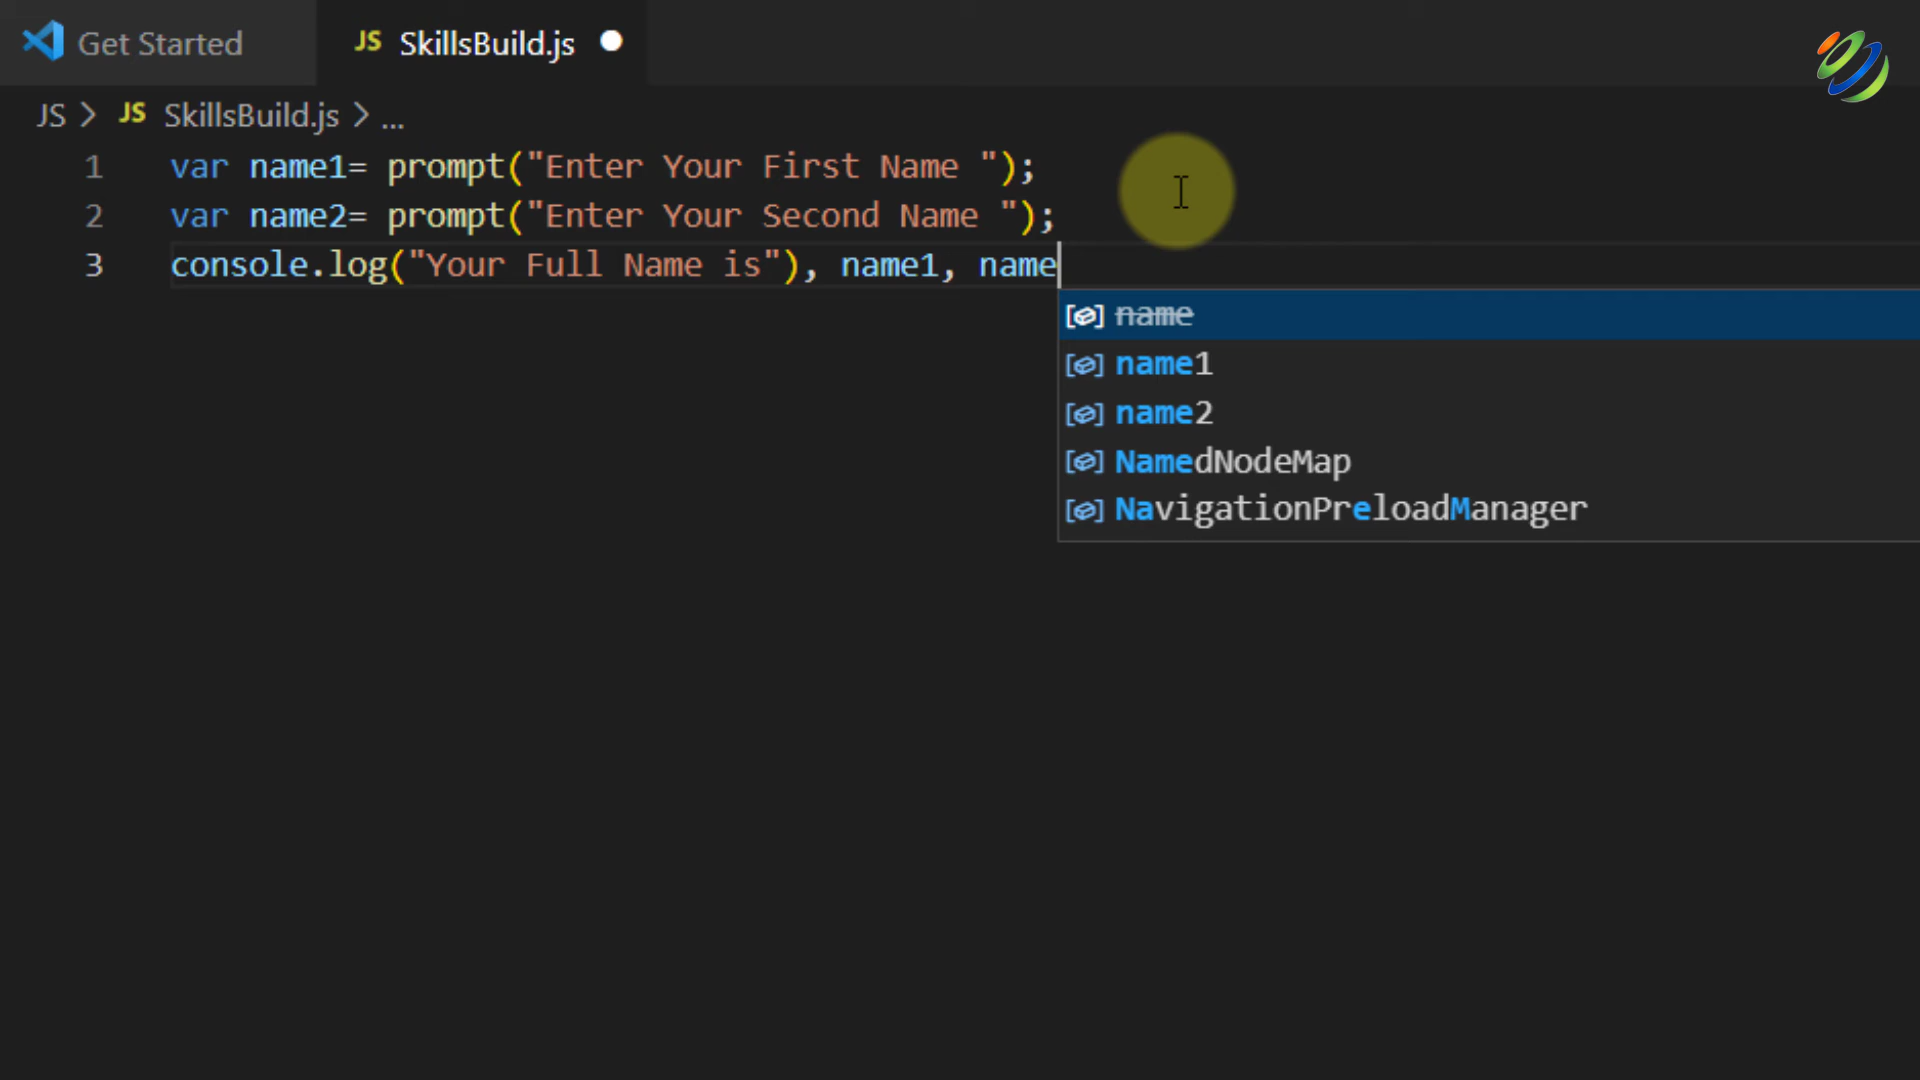 Get Started
JS SkillsBuild.js
JS > JS SkillsBuild.js > ...
1 var name1= prompt("Enter Your First Name ");
2 var name2= prompt("Enter Your Second Name ");
3 console.log("Your Full Name is"), name1, name
name
name1
name2
NamedNodeMap
NavigationPreloadManager